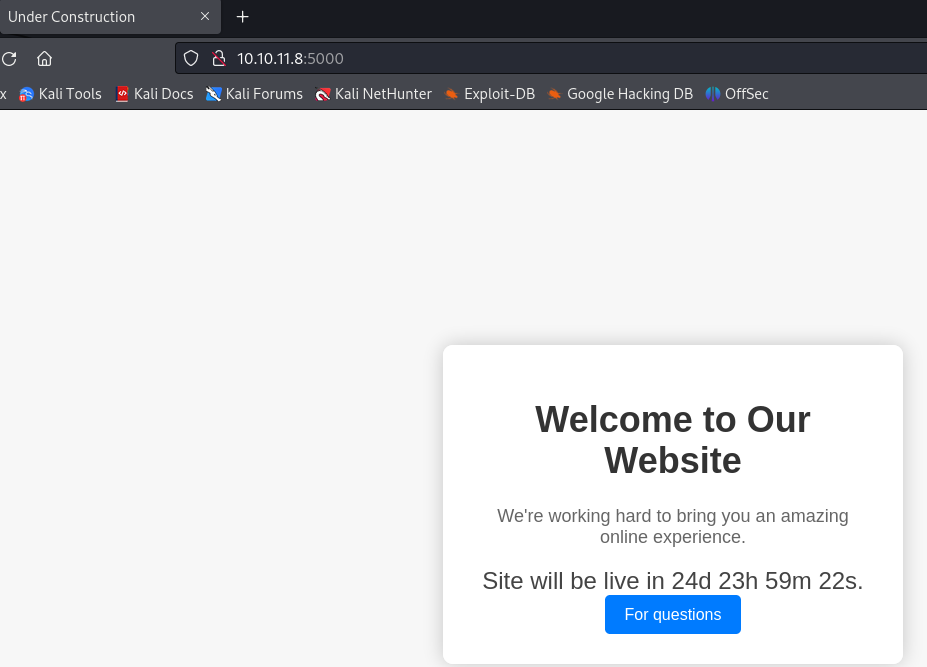 Under Construction
10.10.11.8:5000
x Kali Tools Kali Docs Kali Forums Kali NetHunter Exploit-DB Google Hacking DB OffSec
Welcome to Our
Website
We're working hard to bring you an amazing
online experience.
Site will be live in 24d 23h 59m 22s.
For questions